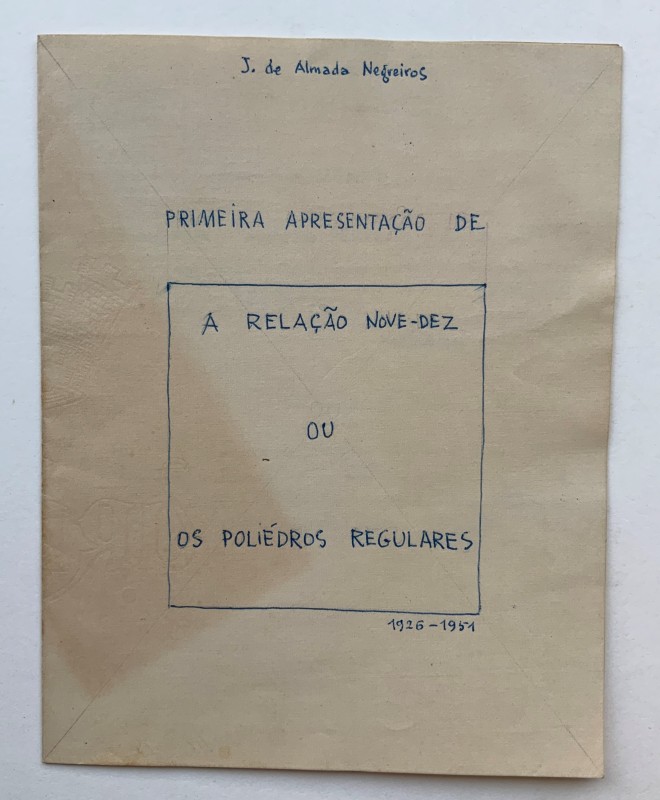 J. de Almada Negreiros
PRIMEIRA APRESENTAÇÃO DE
A RELAÇÃO NOVE-DEZ
OU
OS POLIÉDROS REGULARES
1926-1951